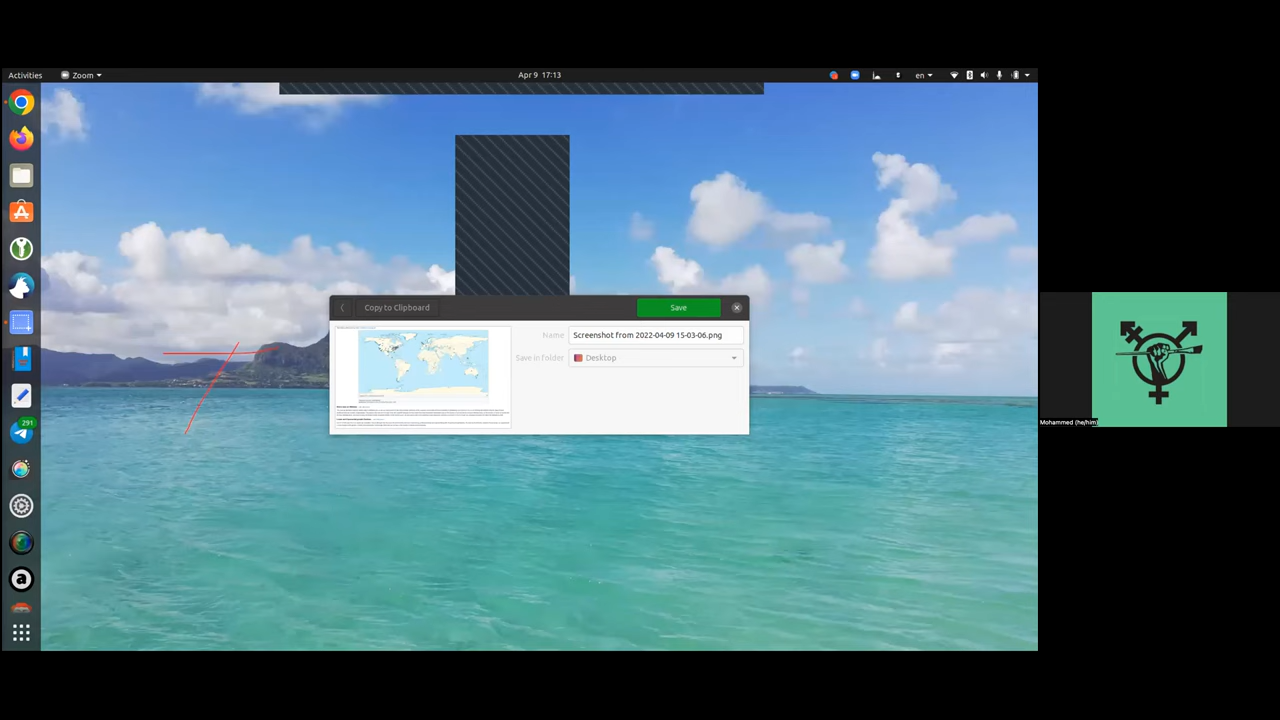 Activities Zoom Apr 9 17:13 en
Copy to Clipboard Save
Name Screenshot from 2022-04-09 15-03-06.png
Save in folder Desktop
291
a
Mohammed (he/him)